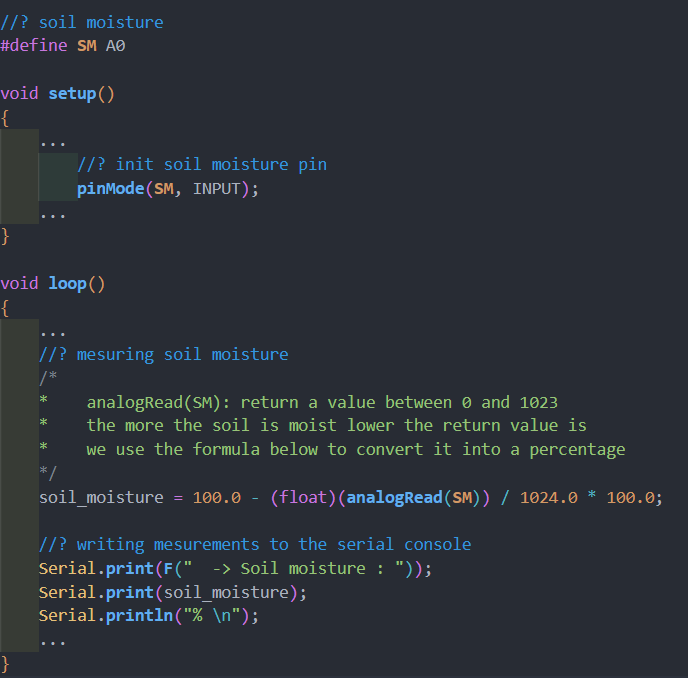 //? soil moisture
#define SM A0
void setup()
{
...
//? init soil moisture pin
pinMode(SM, INPUT);
...
}
void loop()
{
...
//? mesuring soil moisture
/*
*    analogRead(SM): return a value between 0 and 1023
*    the more the soil is moist lower the return value is
*    we use the formula below to convert it into a percentage
*/
soil_moisture = 100.0 - (float)(analogRead(SM)) / 1024.0 * 100.0;
//? writing mesurements to the serial console
Serial.print(F("  -> Soil moisture : "));
Serial.print(soil_moisture);
Serial.println("% \n");
...
}